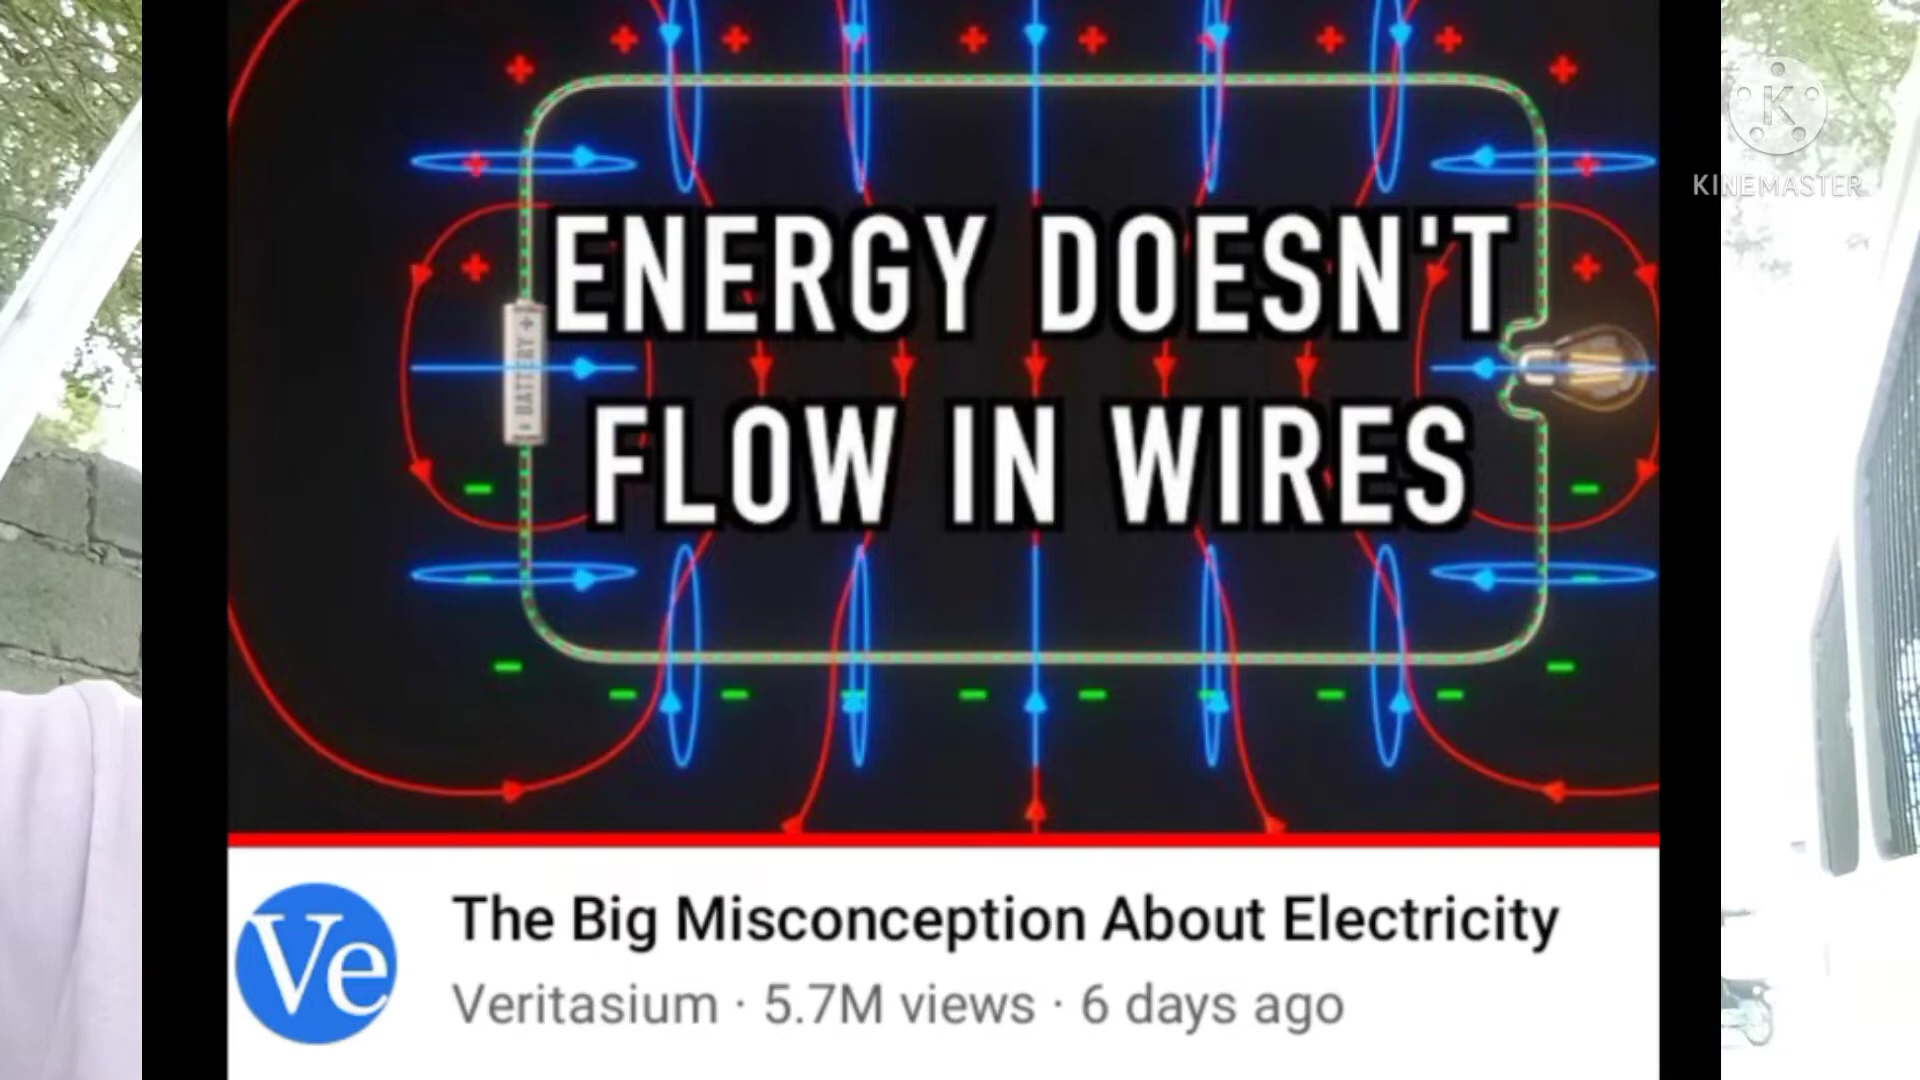 K
KINEMASTER
- BATTERY +
ENERGY DOESN'T
FLOW IN WIRES
Ve
The Big Misconception About Electricity
Veritasium · 5.7M views · 6 days ago